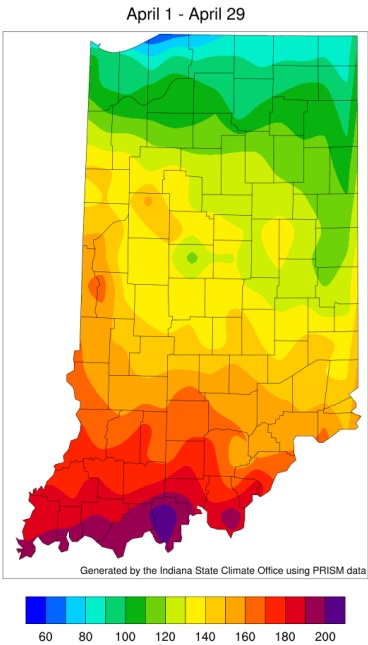 April 1 - April 29
Generated by the Indiana State Climate Office using PRISM data
60 80 100 120 140 160 180 200